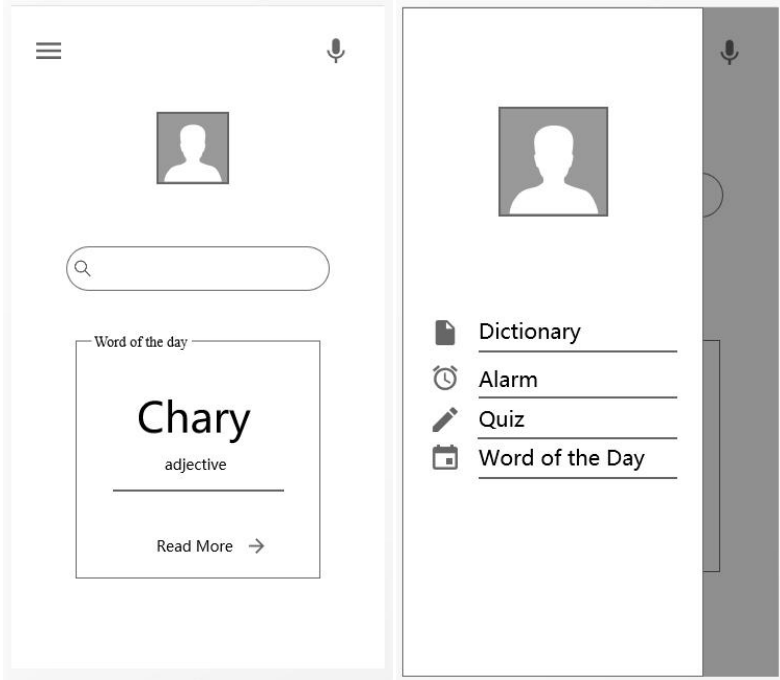 Word of the day
Chary
adjective
Read More
Dictionary
Alarm
Quiz
Word of the Day